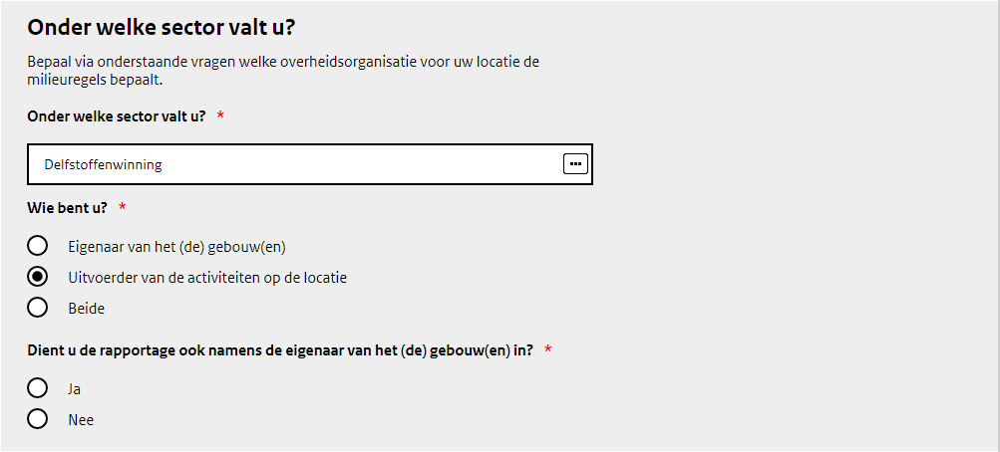 Onder welke sector valt u?
Bepaal via onderstaande vragen welke overheidsorganisatie voor uw locatie de
milieuregels bepaalt.
Onder welke sector valt u? *
Delfstoffenwinning
Wie bent u? *
Eigenaar van het (de) gebouw(en)
Uitvoerder van de activiteiten op de locatie
Beide
Dient u de rapportage ook namens de eigenaar van het (de) gebouw(en) in? *
Ja
Nee